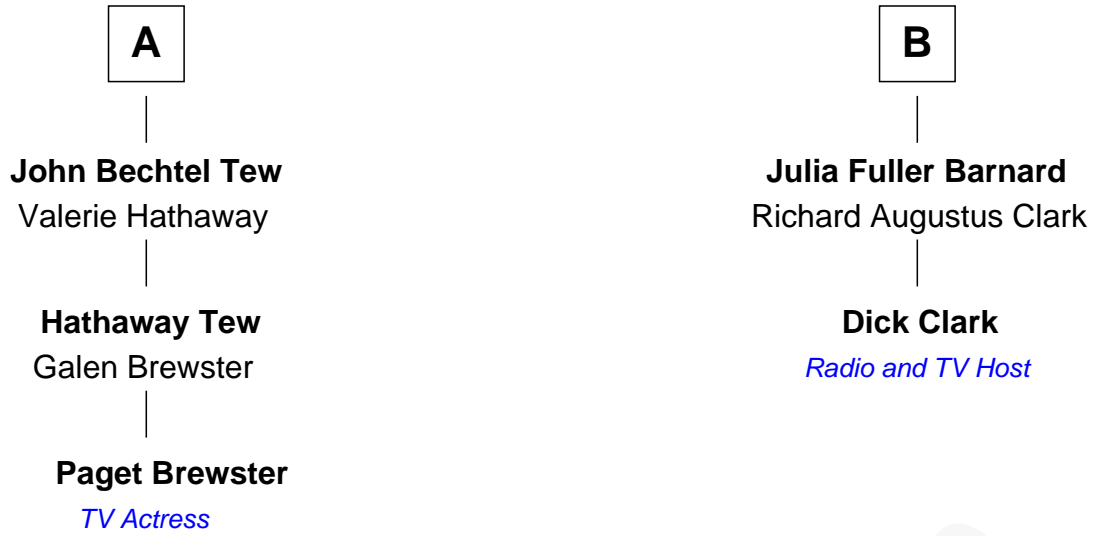 A
John Bechtel Tew
Valerie Hathaway
Hathaway Tew
Galen Brewster
Paget Brewster
TV Actress
B
Julia Fuller Barnard
Richard Augustus Clark
Dick Clark
Radio and TV Host